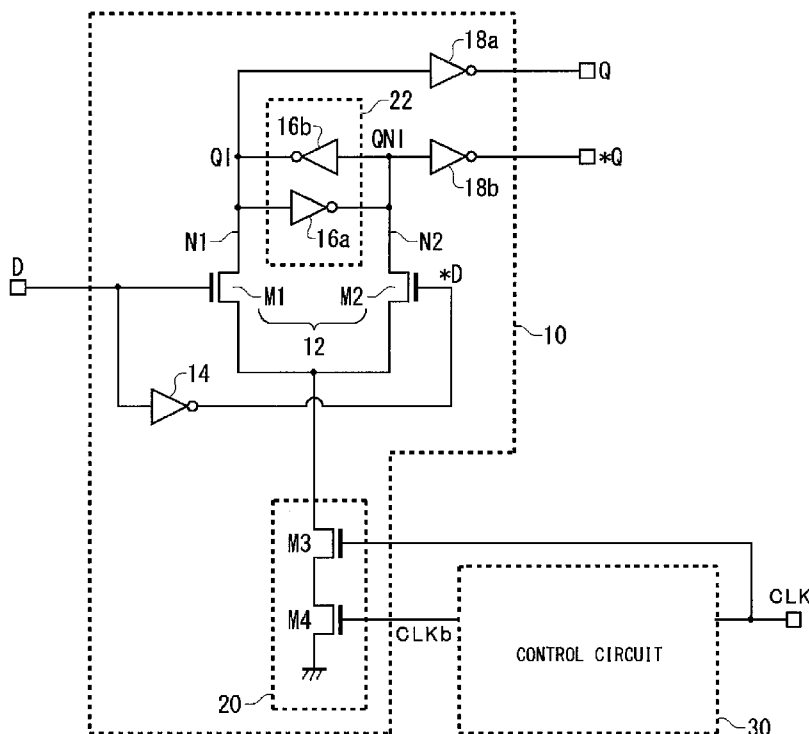 18a
Q
22
16b
QI
QNI
*Q
18b
16a
N1
N2
D
*D
M1
M2
12
10
14
M3
CLK
M4
CLKb
CONTROL CIRCUIT
20
30